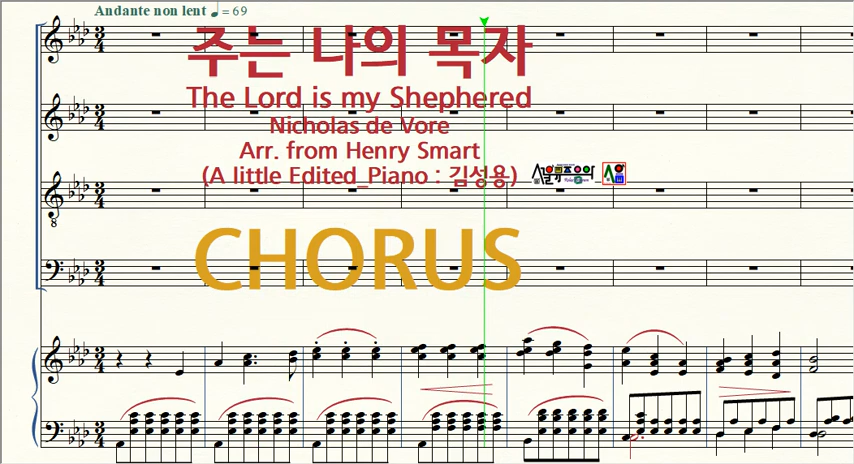 Andante non lent ♩ = 69
주는 나의 목자
The Lord is my Shephered
Nicholas de Vore
Arr. from Henry Smart
(A little Edited_Piano : 김성용)
CHORUS